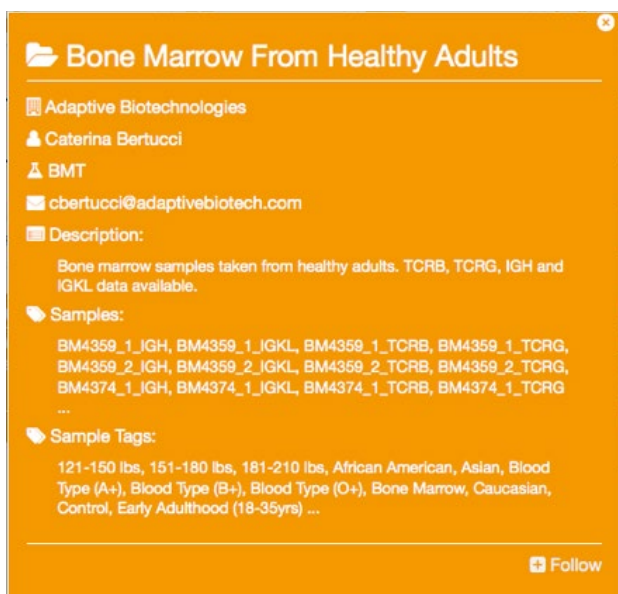 Bone Marrow From Healthy Adults
Adaptive Biotechnologies
Caterina Bertucci
BMT
cbertucci@adaptivebiotech.com
Description:
Bone marrow samples taken from healthy adults. TCRB, TCRG, IGH and
IGKL data available.
Samples:
BM4359_1_IGH, BM4359_1_IGKL, BM4359_1_TCRB, BM4359_1_TCRG,
BM4359_2_IGH, BM4359_2_IGKL, BM4359_2_TCRB, BM4359_2_TCRG,
BM4374_1_IGH, BM4374_1_IGKL, BM4374_1_TCRB, BM4374_1_TCRG
...
Sample Tags:
121-150 lbs, 151-180 lbs, 181-210 lbs, African American, Asian, Blood
Type (A+), Blood Type (B+), Blood Type (O+), Bone Marrow, Caucasian,
Control, Early Adulthood (18-35yrs) ...
Follow